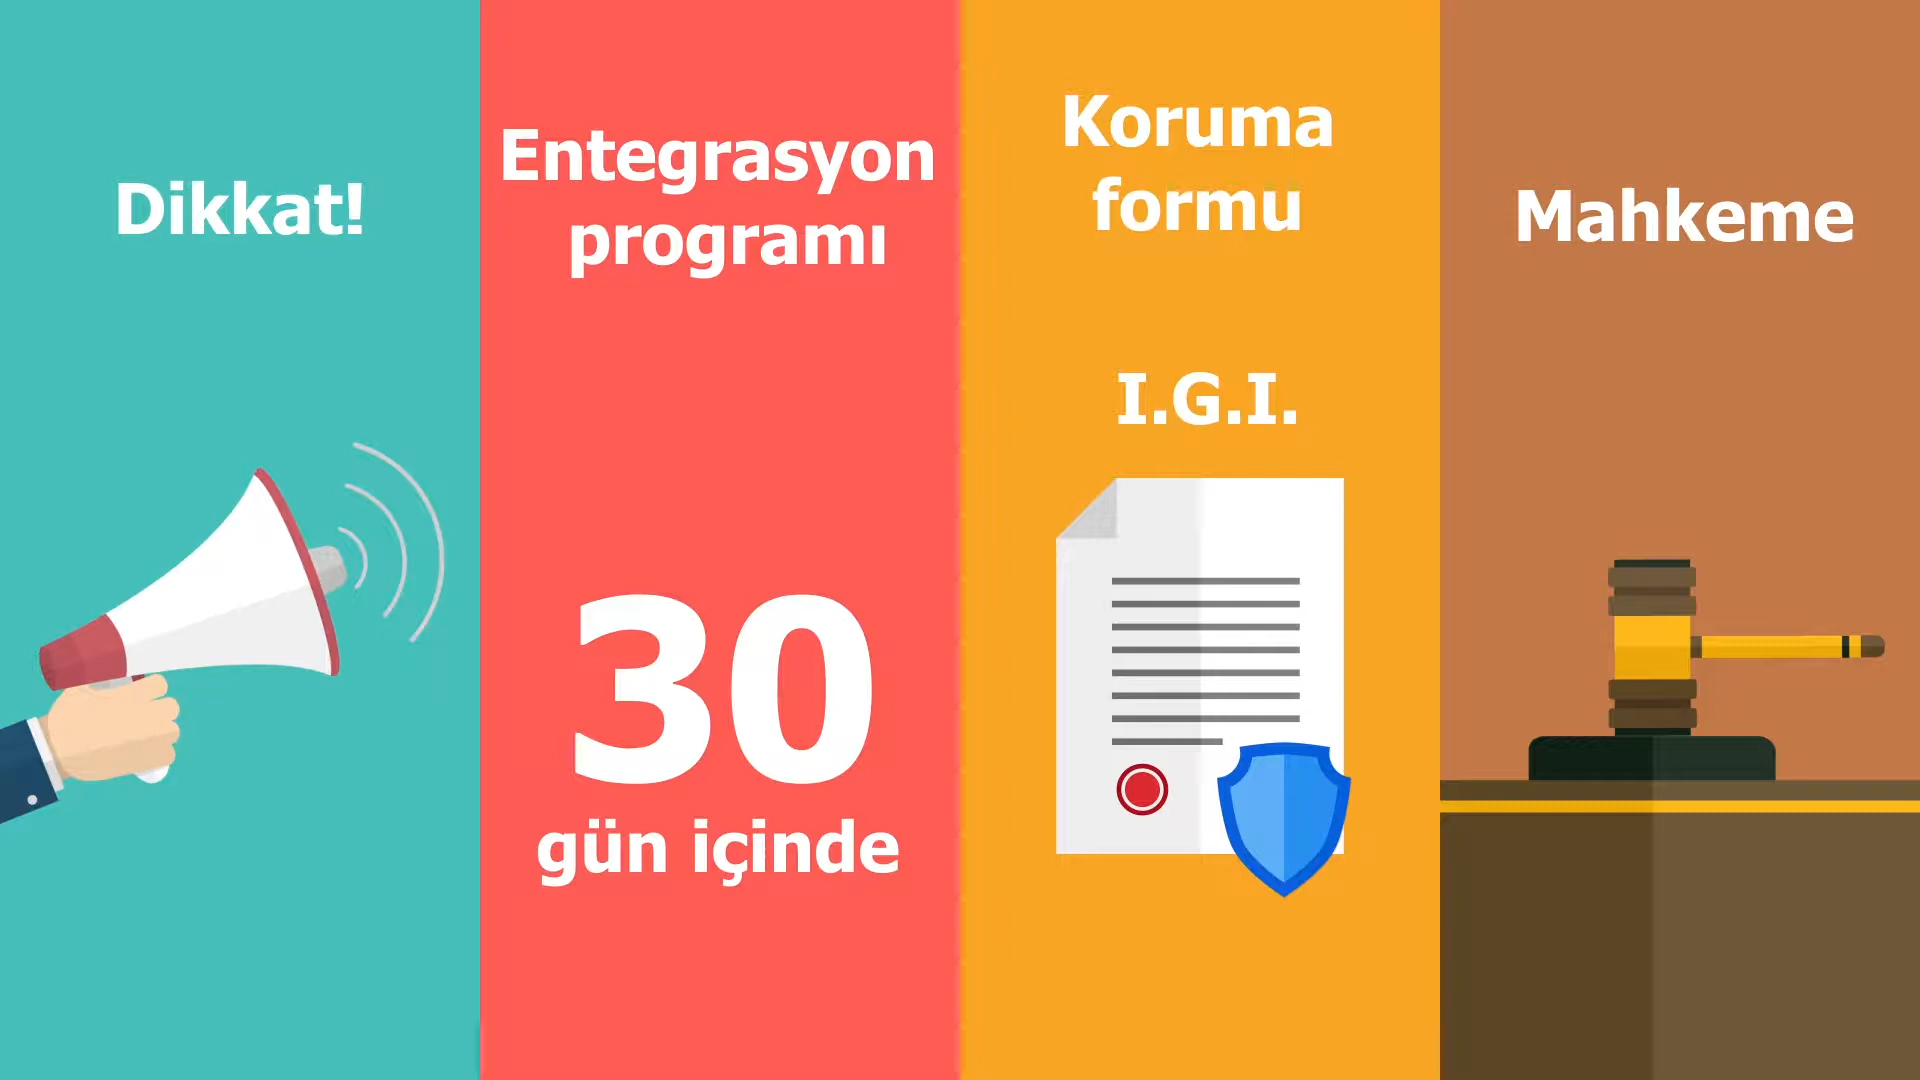 Dikkat!
Entegrasyon
programı
30
gün içinde
Koruma
formu
I.G.I.
Mahkeme